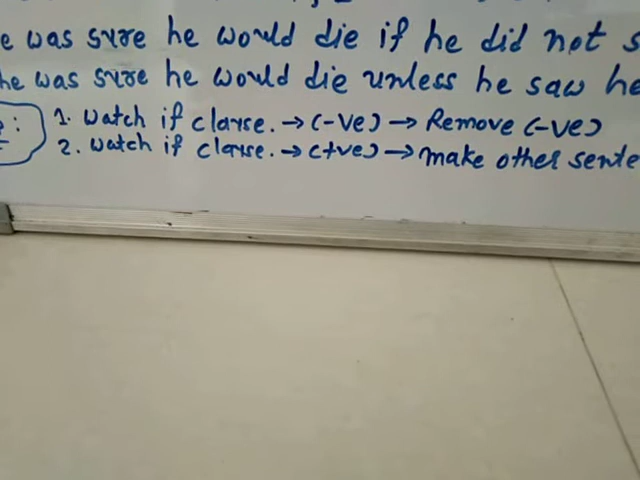 e was sure he would die if he did not s
he was sure he would die unless he saw he
1. watch if clause. → (-ve) → Remove (-ve)
2. watch if clause. → (+ve) → make other sente